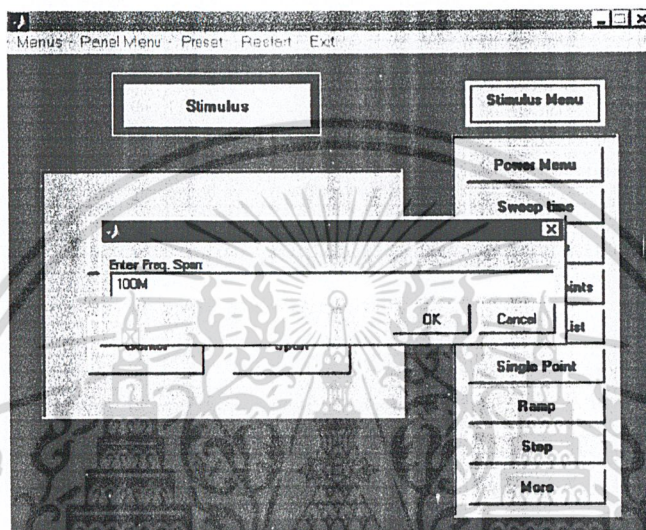 Menus Panel Menu Preset Restart Exit
Stimulus
Stimulus Menu
Power Menu
Sweep time
Enter Freq. Span:
100M
OK
Cancel
Center
Span
Single Point
Ramp
Step
More